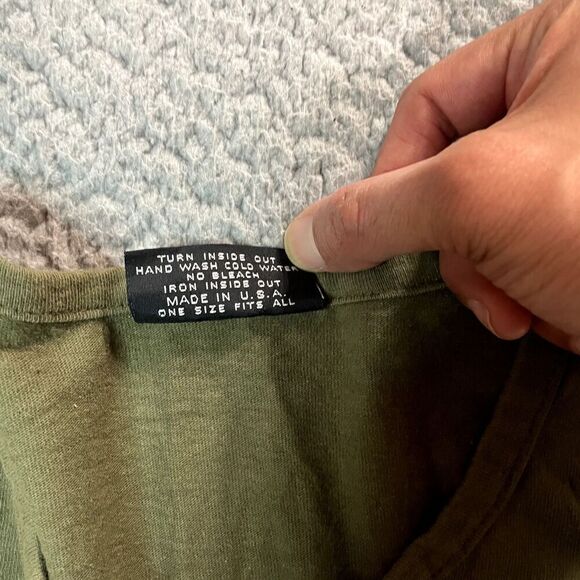 TURN INSIDE OUT
HAND WASH COLD WATER
NO BLEACH
IRON INSIDE OUT
MADE IN U.S.A.
ONE SIZE FITS ALL